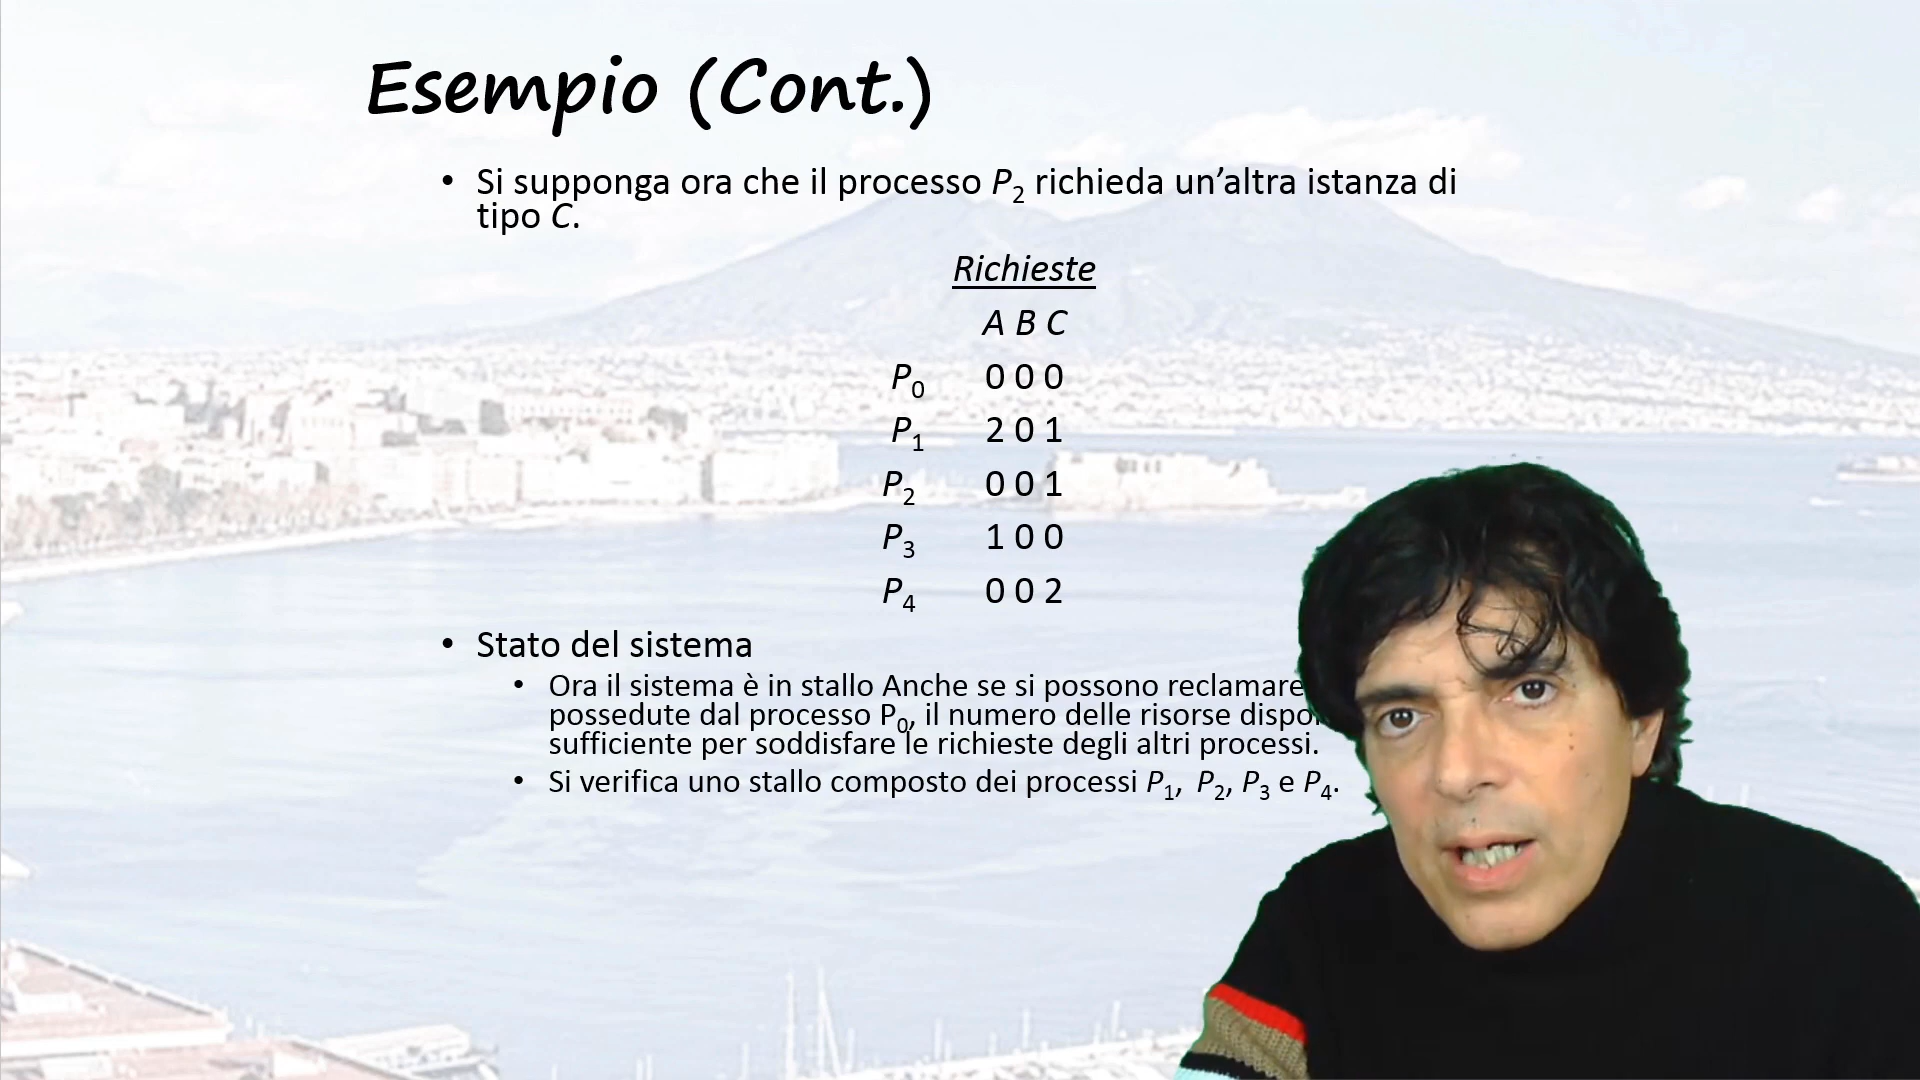 Esempio (Cont.)
• Si supponga ora che il processo P2 richieda un’altra istanza di
tipo C.
Richieste
A B C
P0 0 0 0
P1 2 0 1
P2 0 0 1
P3 1 0 0
P4 0 0 2
• Stato del sistema
• Ora il sistema è in stallo Anche se si possono reclamare
possedute dal processo P0, il numero delle risorse
sufficiente per soddisfare le richieste degli altri processi.
• Si verifica uno stallo composto dei processi P1, P2, P3 e P4.